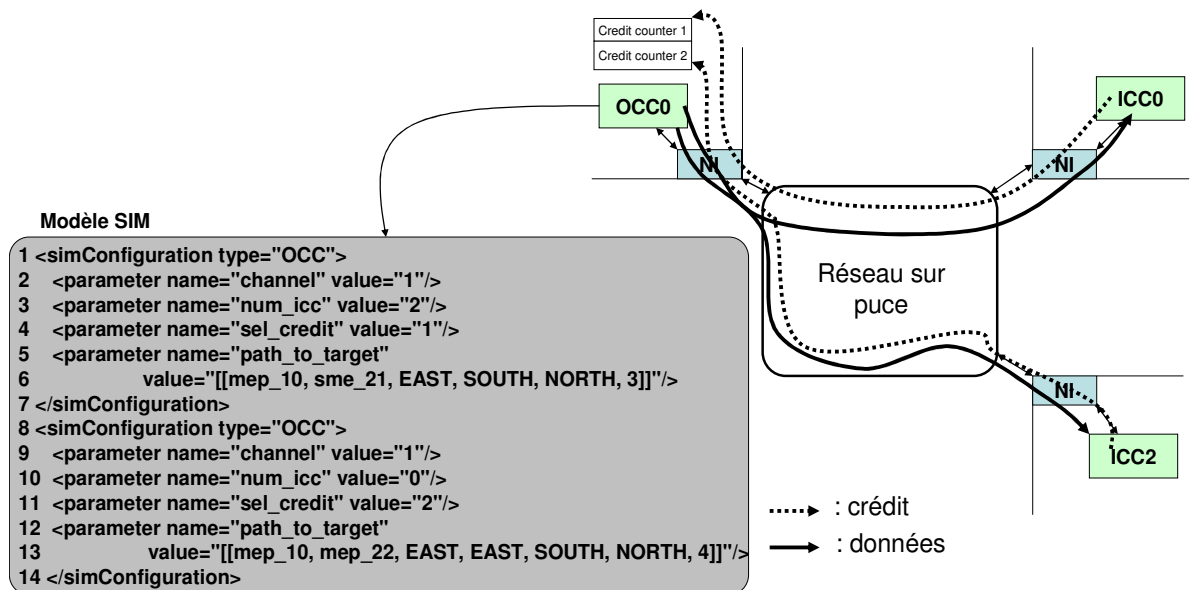 Credit counter 1
Credit counter 2
OCC0
ICC0
NI
NI
Modèle SIM
1 <simConfiguration type="OCC">
2 <parameter name="channel" value="1"/>
3 <parameter name="num_icc" value="2"/>
4 <parameter name="sel_credit" value="1"/>
5 <parameter name="path_to_target"
6 value="[[mep_10, sme_21, EAST, SOUTH, NORTH, 3]]"/>
7 </simConfiguration>
8 <simConfiguration type="OCC">
9 <parameter name="channel" value="1"/>
10 <parameter name="num_icc" value="0"/>
11 <parameter name="sel_credit" value="2"/>
12 <parameter name="path_to_target"
13 value="[[mep_10, mep_22, EAST, EAST, SOUTH, NORTH, 4]]"/>
14 </simConfiguration>
Réseau sur
puce
NI
ICC2
: crédit
: données